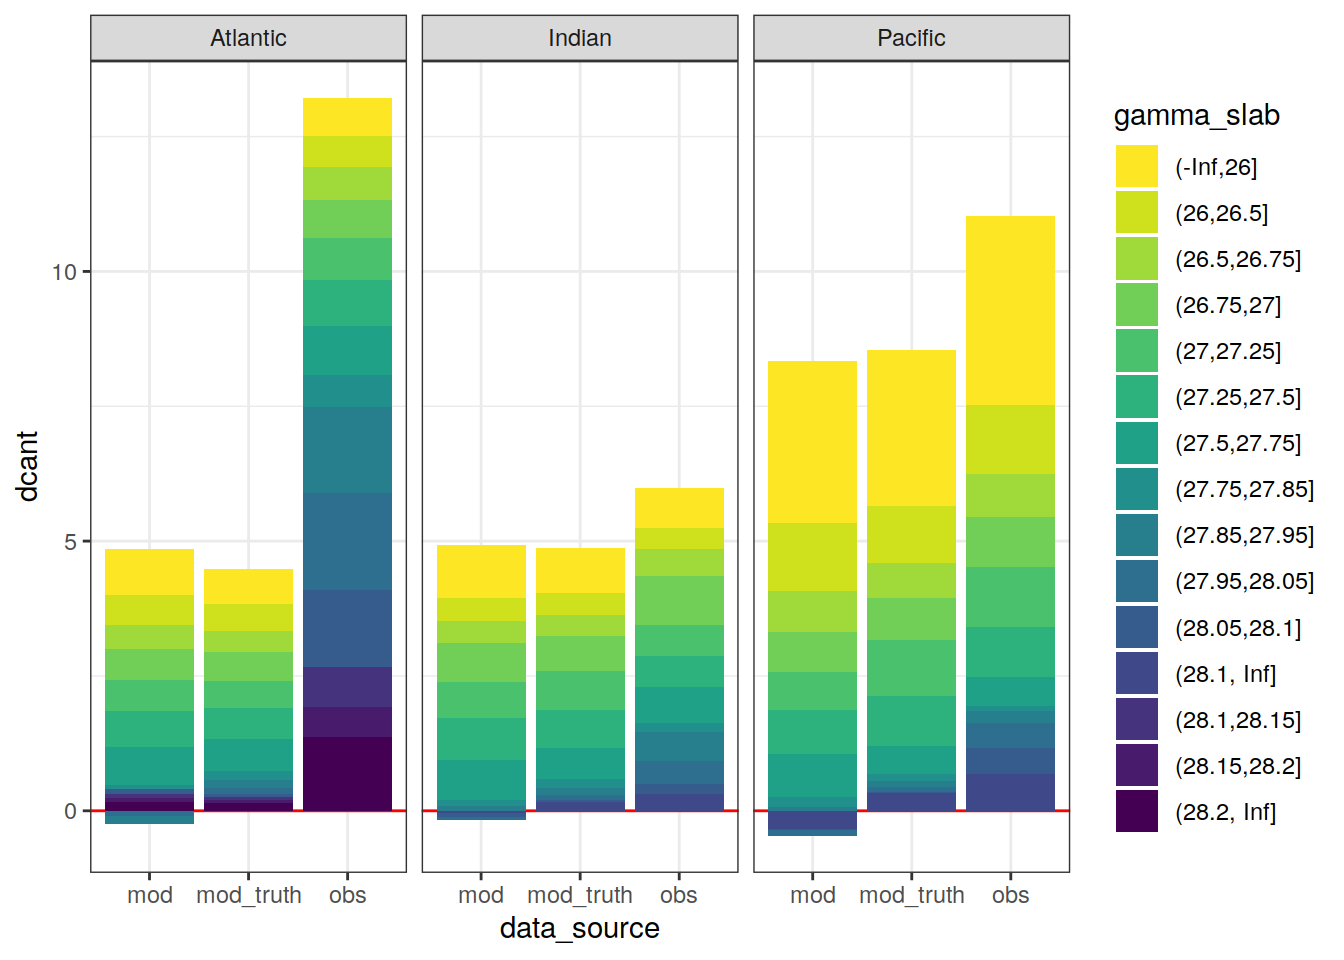 Atlantic
Indian
Pacific
dcant
10
5
0
mod
mod_truth
obs
mod
mod_truth
obs
mod
mod_truth
obs
data_source
gamma_slab
(-Inf,26]
(26,26.5]
(26.5,26.75]
(26.75,27]
(27,27.25]
(27.25,27.5]
(27.5,27.75]
(27.75,27.85]
(27.85,27.95]
(27.95,28.05]
(28.05,28.1]
(28.1, Inf]
(28.1,28.15]
(28.15,28.2]
(28.2, Inf]